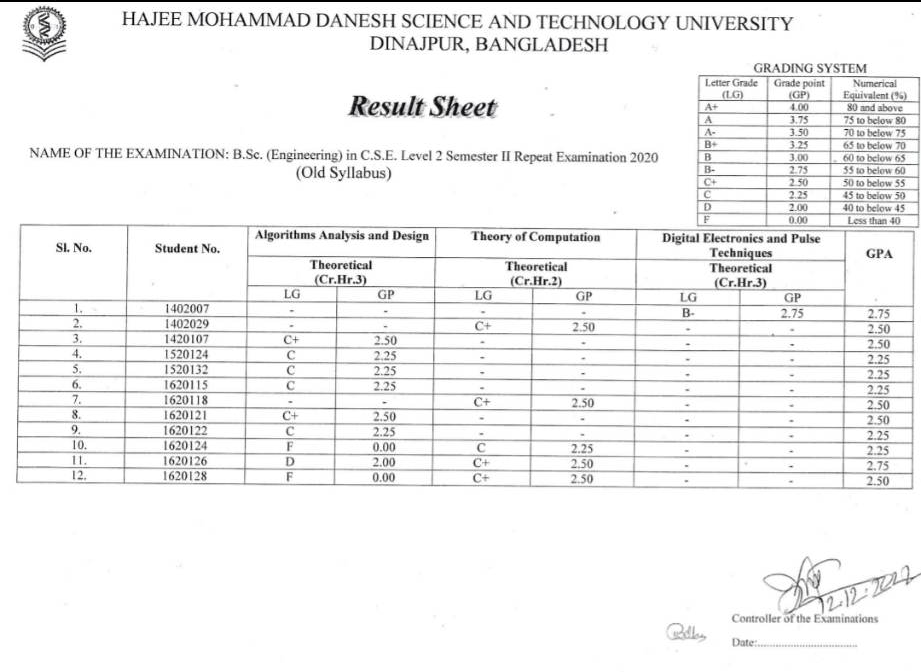 HAJEE MOHAMMAD DANESH SCIENCE AND TECHNOLOGY UNIVERSITY
DINAJPUR, BANGLADESH
GRADING SYSTEM
Letter Grade (LG) Grade point (GP) Numerical Equivalent (%)
A+ 4.00 80 and above
A 3.75 75 to below 80
A- 3.50 70 to below 75
B+ 3.25 65 to below 70
B 3.00 60 to below 65
B- 2.75 55 to below 60
C+ 2.50 50 to below 55
C 2.25 45 to below 50
D 2.00 40 to below 45
F 0.00 Less than 40
Result Sheet
NAME OF THE EXAMINATION: B.Sc. (Engineering) in C.S.E. Level 2 Semester II Repeat Examination 2020
(Old Syllabus)
Sl. No. Student No. Algorithms Analysis and Design Theory of Computation Digital Electronics and Pulse Techniques GPA
Theoretical (Cr.Hr.3) Theoretical (Cr.Hr.2) Theoretical (Cr.Hr.3)
LG GP LG GP LG GP
1. 1402007 - - - - B- 2.75 2.75
2. 1402029 - - C+ 2.50 - - 2.50
3. 1420107 C+ 2.50 - - - - 2.50
4. 1520124 C 2.25 - - - - 2.25
5. 1520132 C 2.25 - - - - 2.25
6. 1620115 C 2.25 - - - - 2.25
7. 1620118 - - C+ 2.50 - - 2.50
8. 1620121 C+ 2.50 - - - - 2.50
9. 1620122 C 2.25 - - - - 2.25
10. 1620124 F 0.00 C 2.25 - - 2.25
11. 1620126 D 2.00 C+ 2.50 - - 2.75
12. 1620128 F 0.00 C+ 2.50 - - 2.50
12.12.2022
Controller of the Examinations
Date:....................................